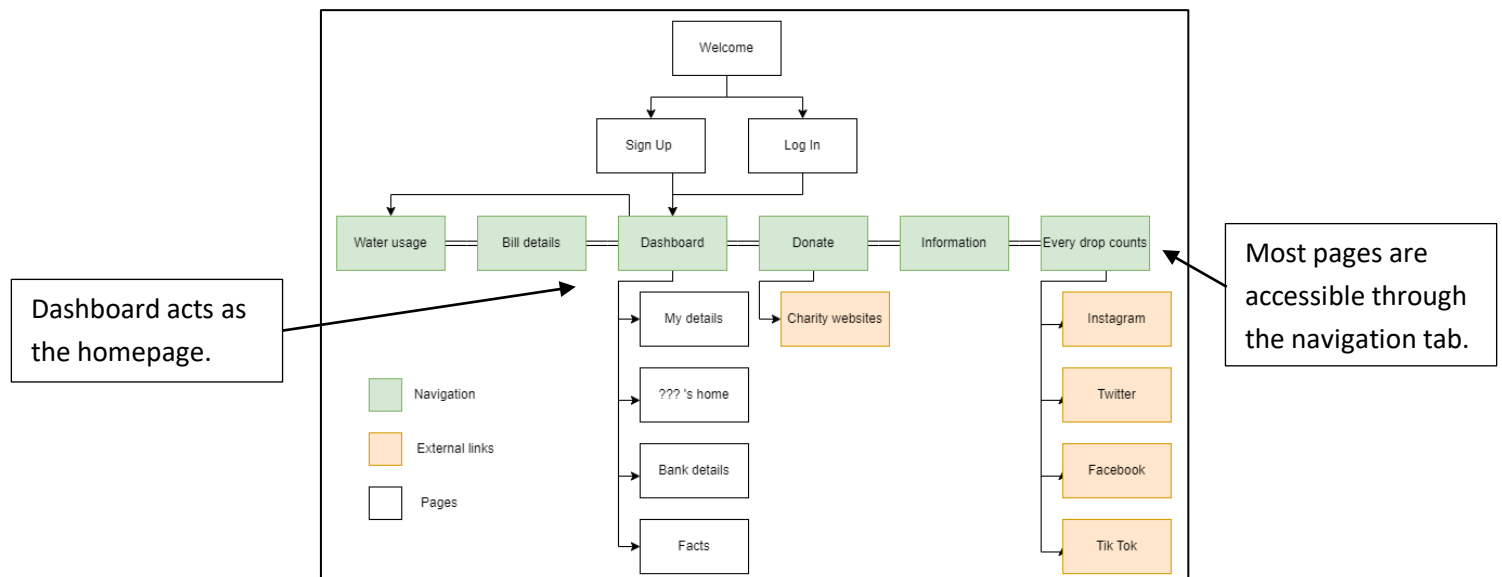 Welcome
Sign Up
Log In
Water usage
Bill details
Dashboard
Donate
Information
Every drop counts
Dashboard acts as
the homepage.
Most pages are
accessible through
the navigation tab.
My details
Charity websites
Instagram
Navigation
??? 's home
Twitter
External links
Bank details
Facebook
Pages
Facts
Tik Tok